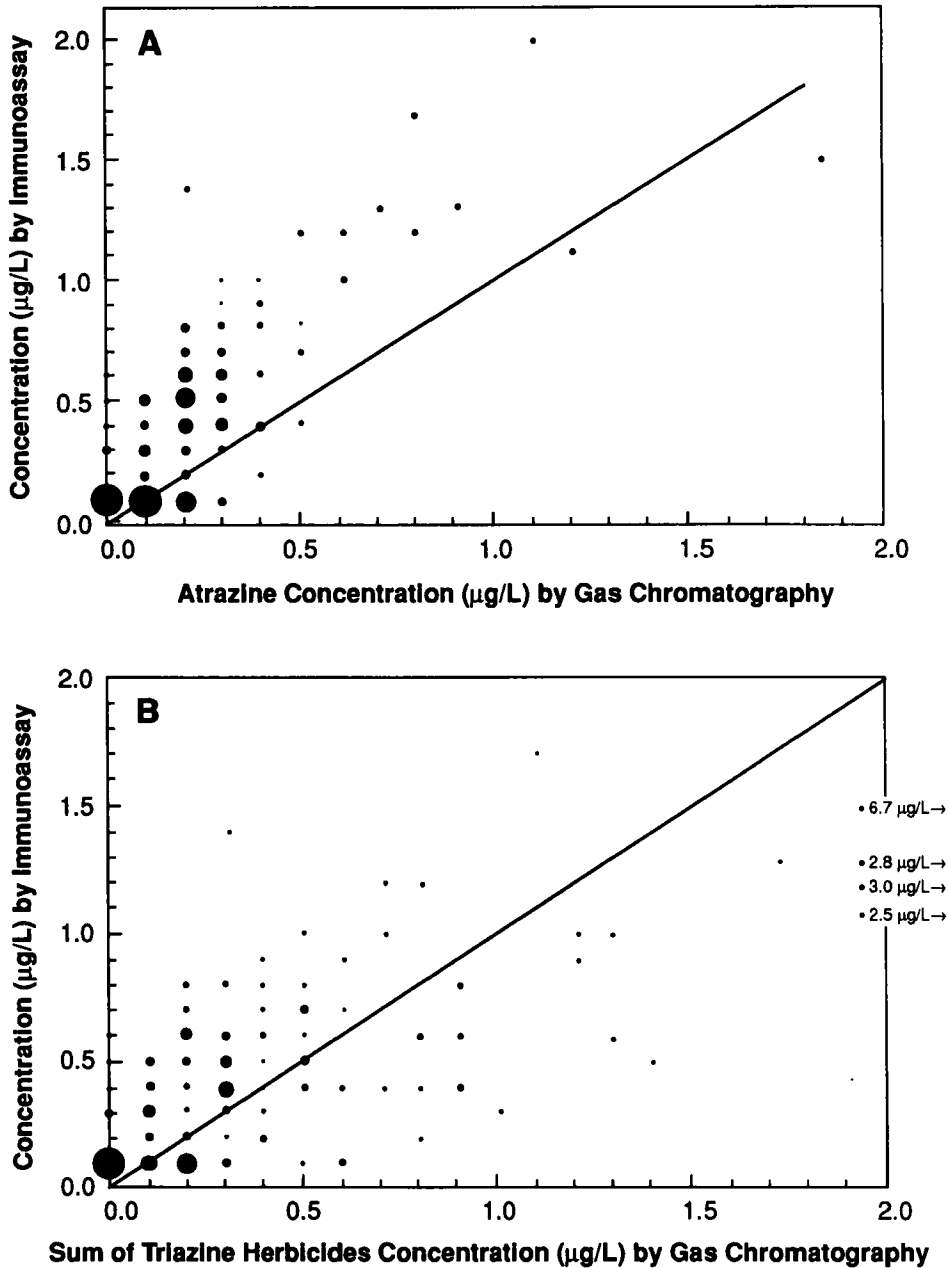 A
Concentration (µg/L) by Immunoassay
2.0
1.5
1.0
0.5
0.0
0.0 0.5 1.0 1.5 2.0
Atrazine Concentration (µg/L) by Gas Chromatography
B
Concentration (µg/L) by Immunoassay
2.0
1.5
1.0
0.5
0.0
6.7 µg/L→
2.8 µg/L→
3.0 µg/L→
2.5 µg/L→
0.0 0.5 1.0 1.5 2.0
Sum of Triazine Herbicides Concentration (µg/L) by Gas Chromatography